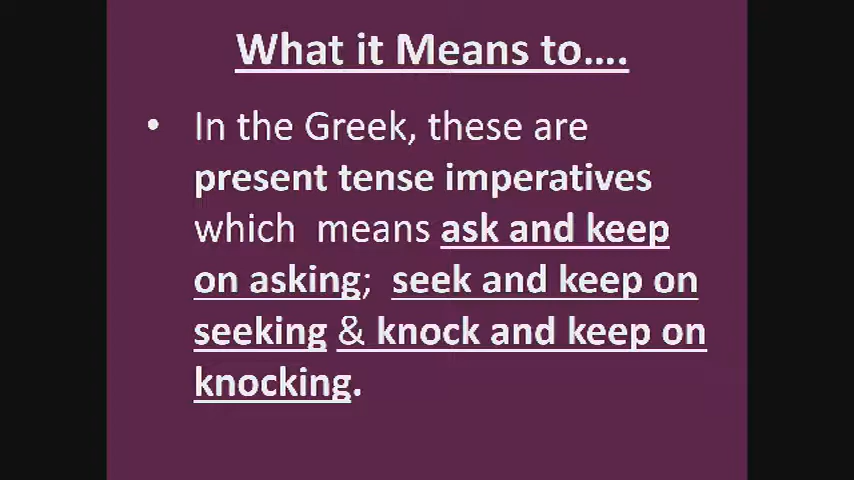 What it Means to….
• In the Greek, these are
present tense imperatives
which means ask and keep
on asking; seek and keep on
seeking & knock and keep on
knocking.